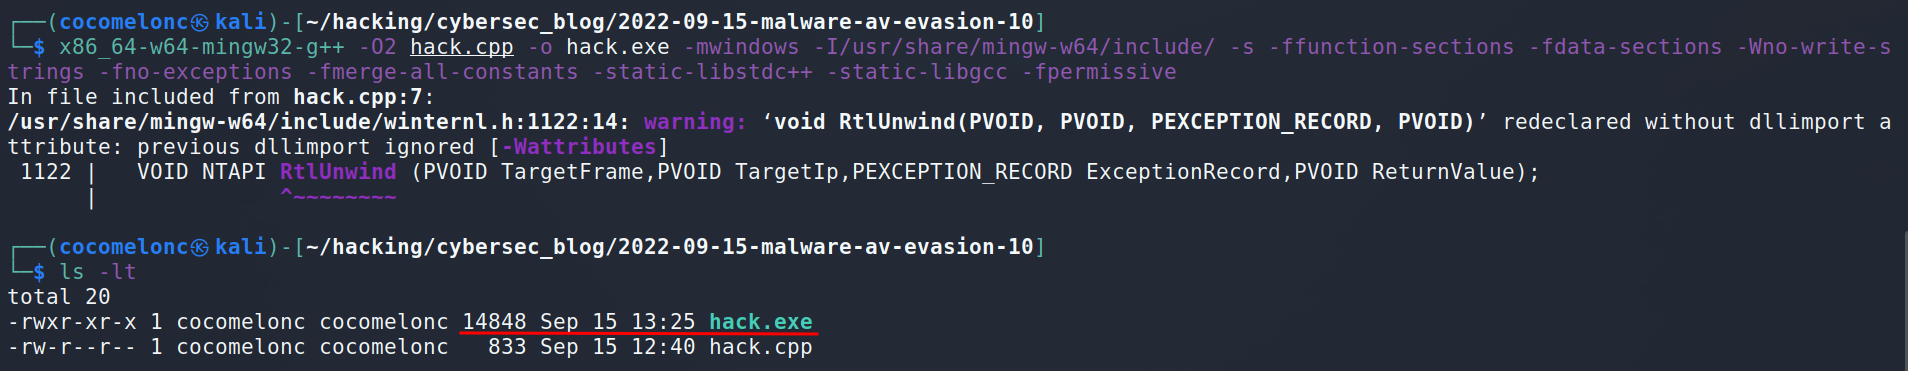 ┌──(cocomelonc㉿kali)-[~/hacking/cybersec_blog/2022-09-15-malware-av-evasion-10]
└─$ x86_64-w64-mingw32-g++ -O2 hack.cpp -o hack.exe -mwindows -I/usr/share/mingw-w64/include/ -s -ffunction-sections -fdata-sections -Wno-write-s
trings -fno-exceptions -fmerge-all-constants -static-libstdc++ -static-libgcc -fpermissive
In file included from hack.cpp:7:
/usr/share/mingw-w64/include/winternl.h:1122:14: warning: ‘void RtlUnwind(PVOID, PVOID, PEXCEPTION_RECORD, PVOID)’ redeclared without dllimport a
ttribute: previous dllimport ignored [-Wattributes]
 1122 |   VOID NTAPI RtlUnwind (PVOID TargetFrame,PVOID TargetIp,PEXCEPTION_RECORD ExceptionRecord,PVOID ReturnValue);
      |              ^~~~~~~~~
┌──(cocomelonc㉿kali)-[~/hacking/cybersec_blog/2022-09-15-malware-av-evasion-10]
└─$ ls -lt
total 20
-rwxr-xr-x 1 cocomelonc cocomelonc 14848 Sep 15 13:25 hack.exe
-rw-r--r-- 1 cocomelonc cocomelonc   833 Sep 15 12:40 hack.cpp